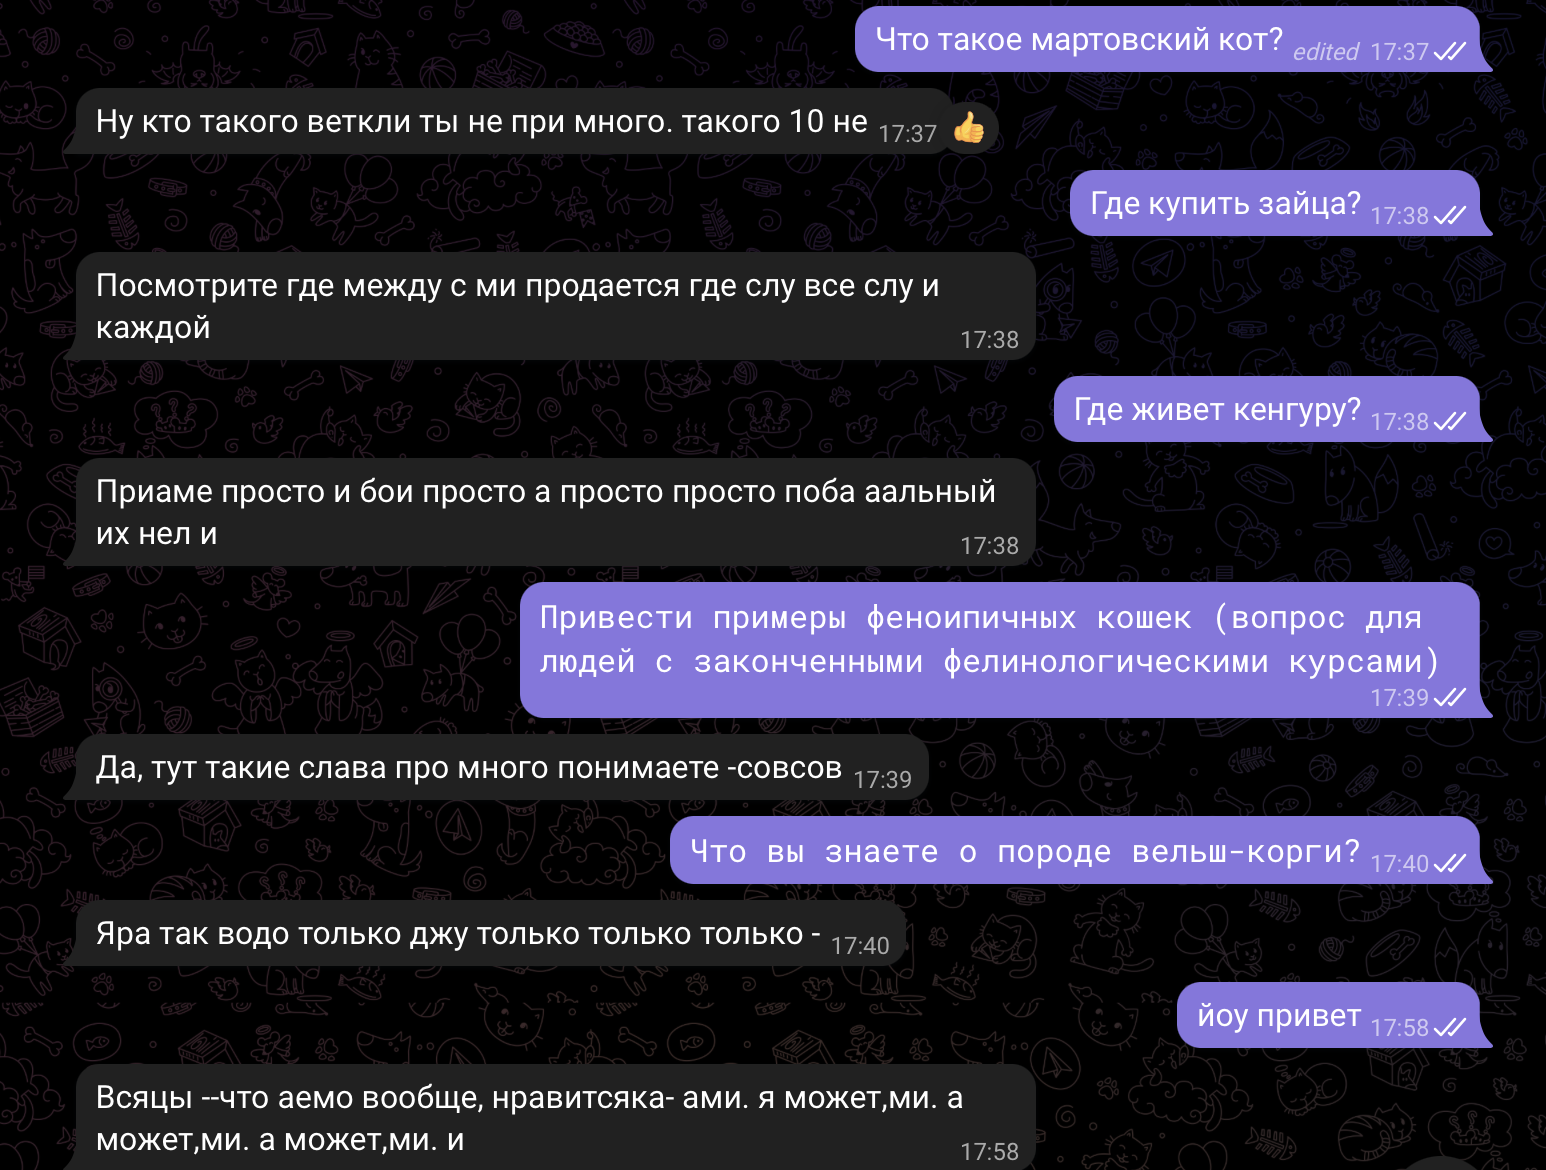 Что такое мартовский кот? edited 17:37
Ну кто такого веткли ты не при много. такого 10 не 17:37
Где купить зайца? 17:38
Посмотрите где между с ми продается где слу все слу и
каждой 17:38
Где живет кенгуру? 17:38
Приаме просто и бои просто а просто просто поба аальный
их нел и 17:38
Привести примеры феноипичных кошек (вопрос для
людей с законченными фелинологическими курсами)
17:39
Да, тут такие слава про много понимаете -совсов 17:39
Что вы знаете о породе вельш-корги? 17:40
Яра так водо только джу только только только - 17:40
йоу привет 17:58
Всяцы --что аемо вообще, нравитсяка- ами. я может,ми. а
может,ми. а может,ми. и 17:58